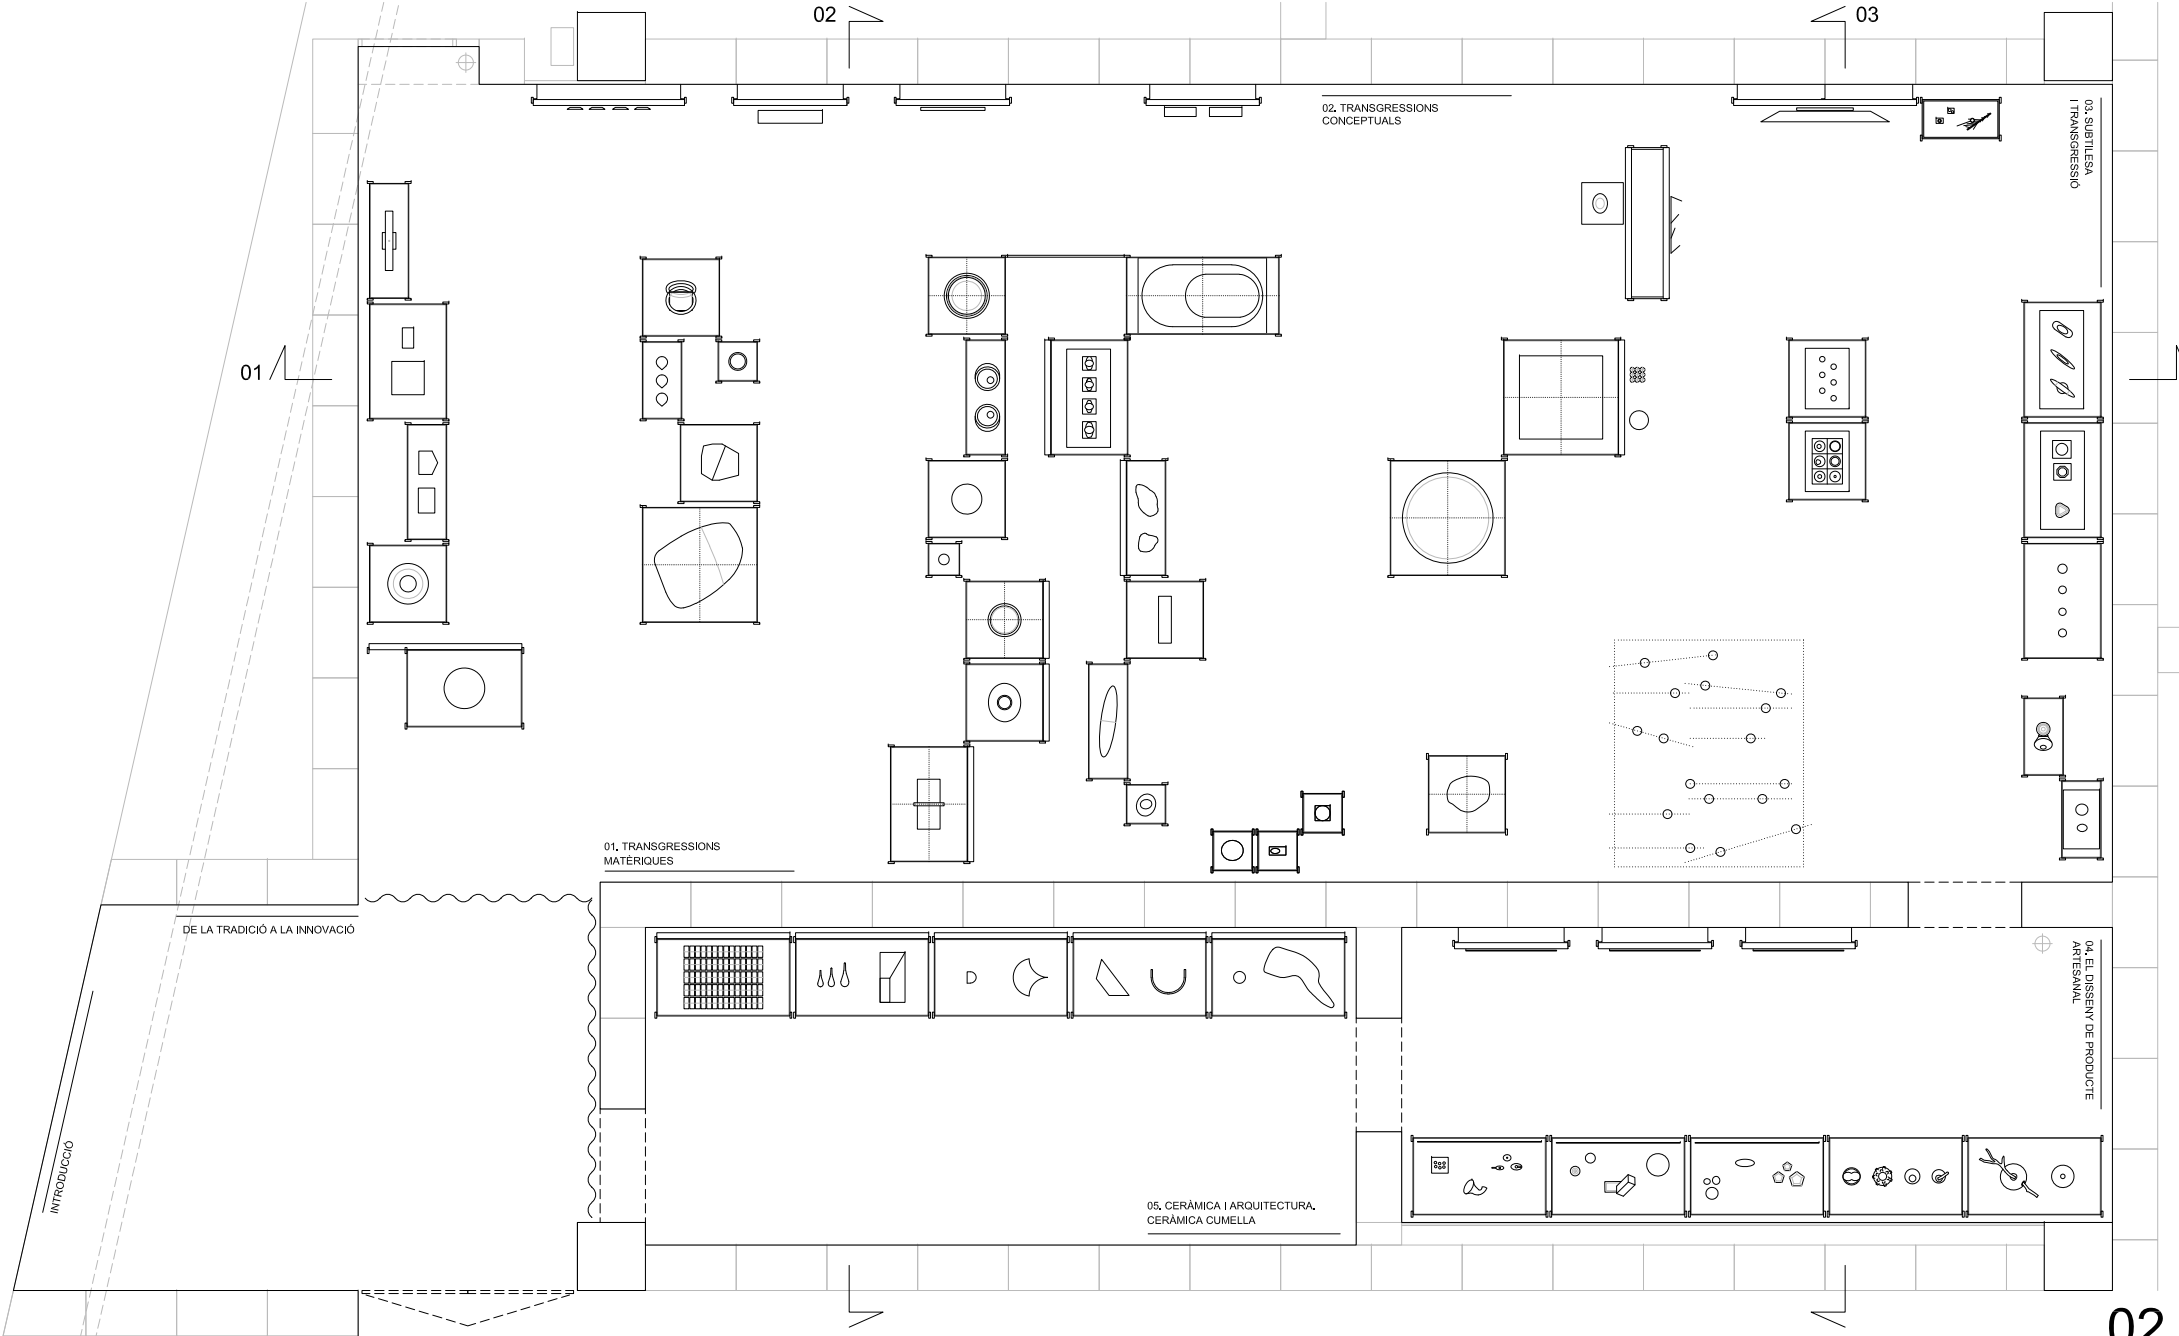 02
03
02. TRANSGRESSIONS
CONCEPTUALS
03. SUBTILESA
I TRANSGRESSIÓ
01
01. TRANSGRESSIONS
MATÈRIQUES
DE LA TRADICIÓ A LA INNOVACIÓ
04. EL DISSENY DE PRODUCTE
ARTESANAL
INTRODUCCIÓ
05. CERÀMICA I ARQUITECTURA.
CERÀMICA CUMELLA
02